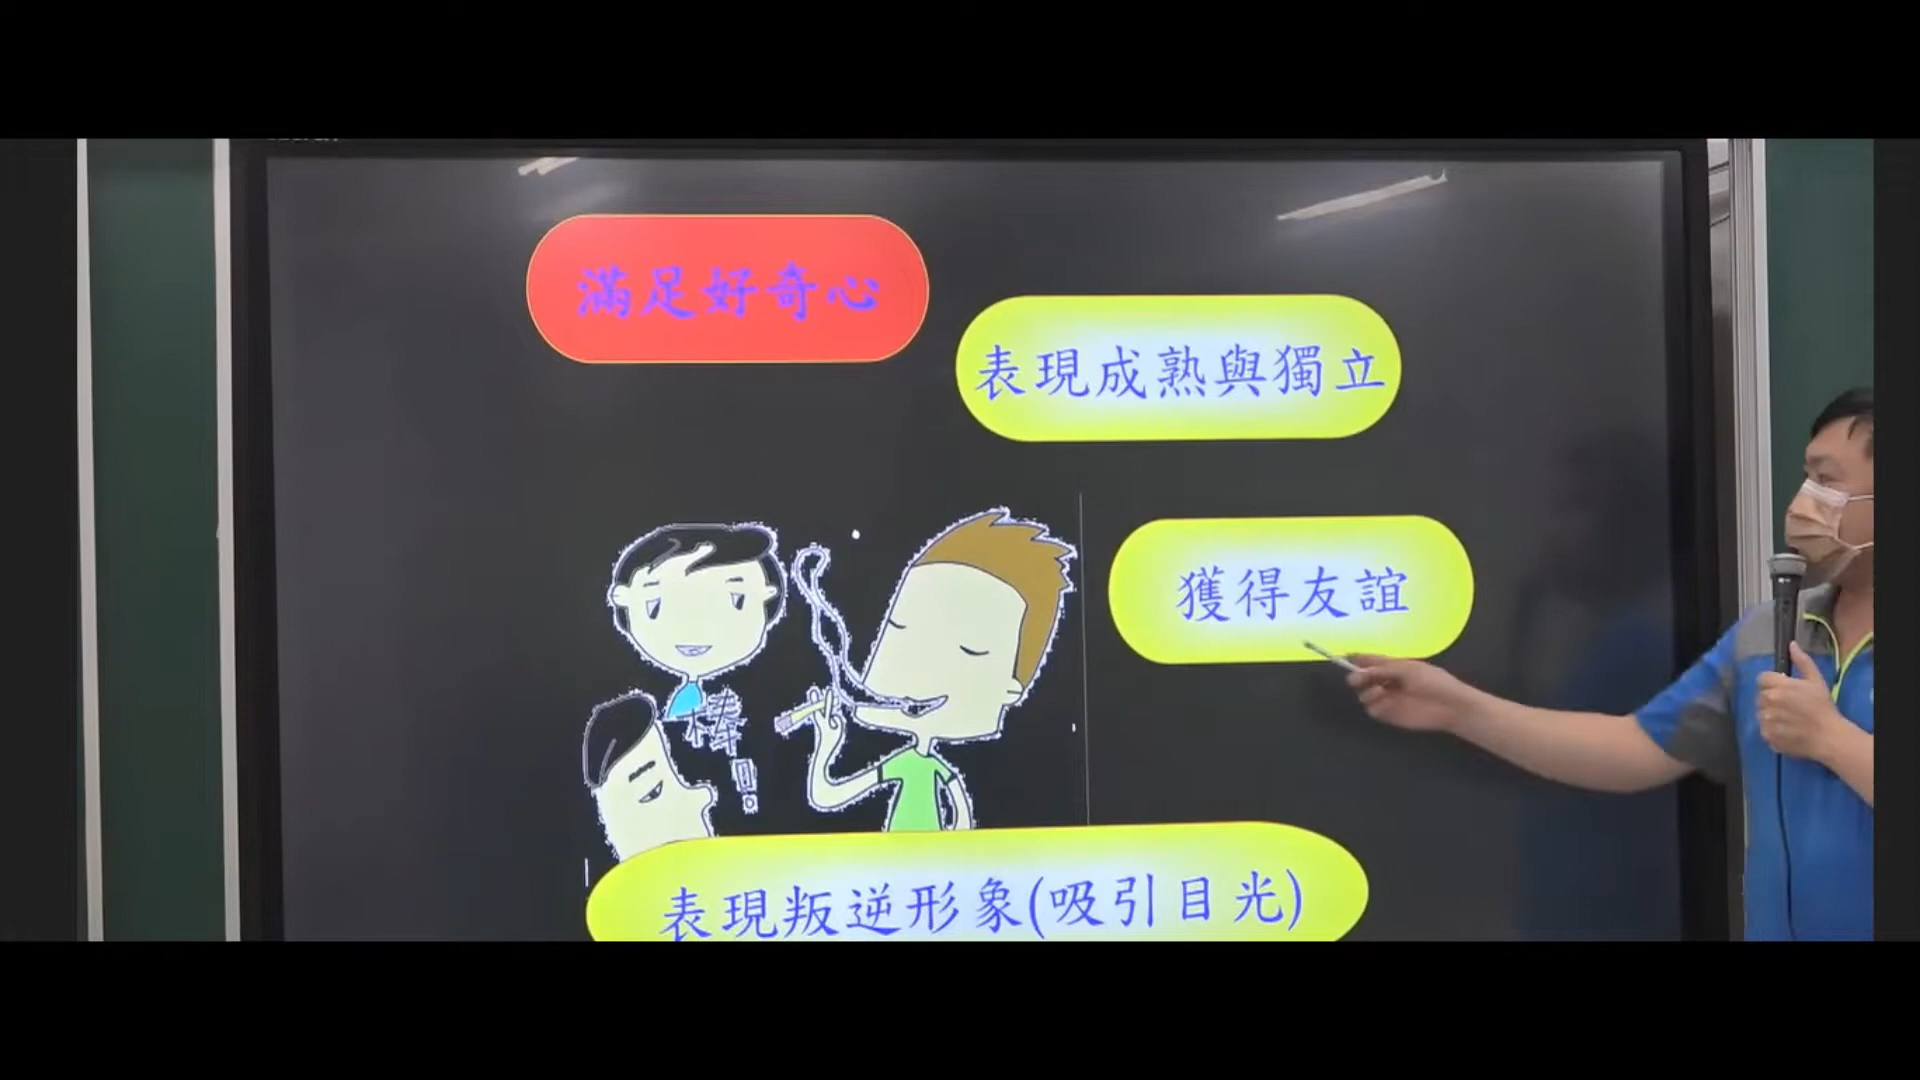 滿足好奇心
表現成熟與獨立
獲得友誼
棒!
表現叛逆形象(吸引目光)